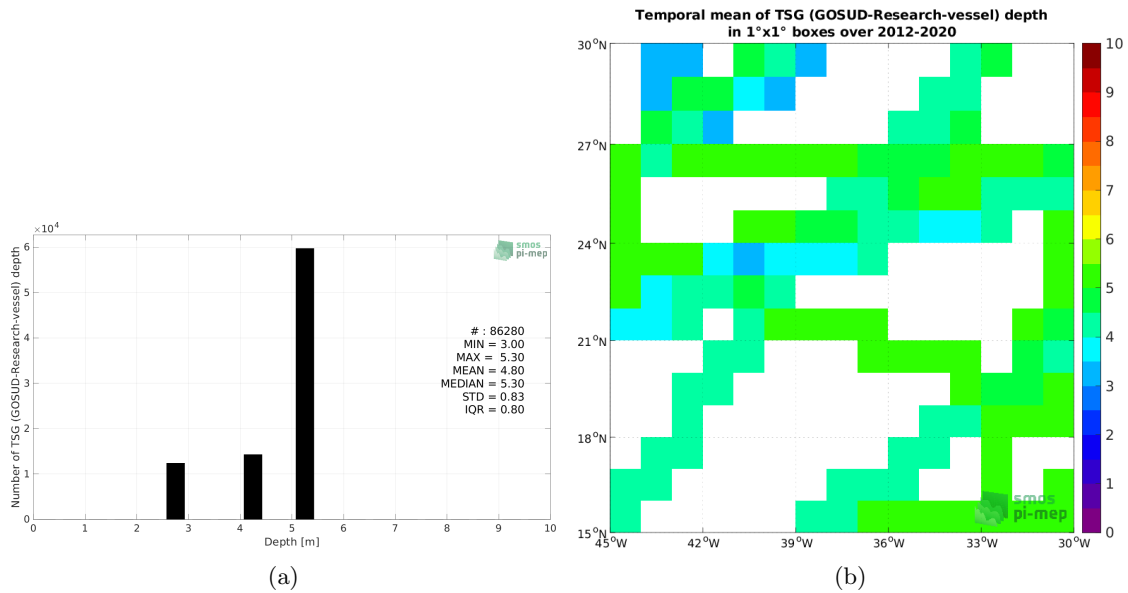 ×10⁴
6
5
4
3
2
1
0
Number of TSG (GOSUD-Research-vessel) depth
smos
pi-mep
# : 86280
MIN = 3.00
MAX = 5.30
MEAN = 4.80
MEDIAN = 5.30
STD = 0.83
IQR = 0.80
0 1 2 3 4 5 6 7 8 9 10
Depth [m]
(a)
Temporal mean of TSG (GOSUD-Research-vessel) depth
in 1°x1° boxes over 2012-2020
30°N
27°N
24°N
21°N
18°N
15°N
45°W 42°W 39°W 36°W 33°W 30°W
smos
pi-mep
10
9
8
7
6
5
4
3
2
1
0
(b)